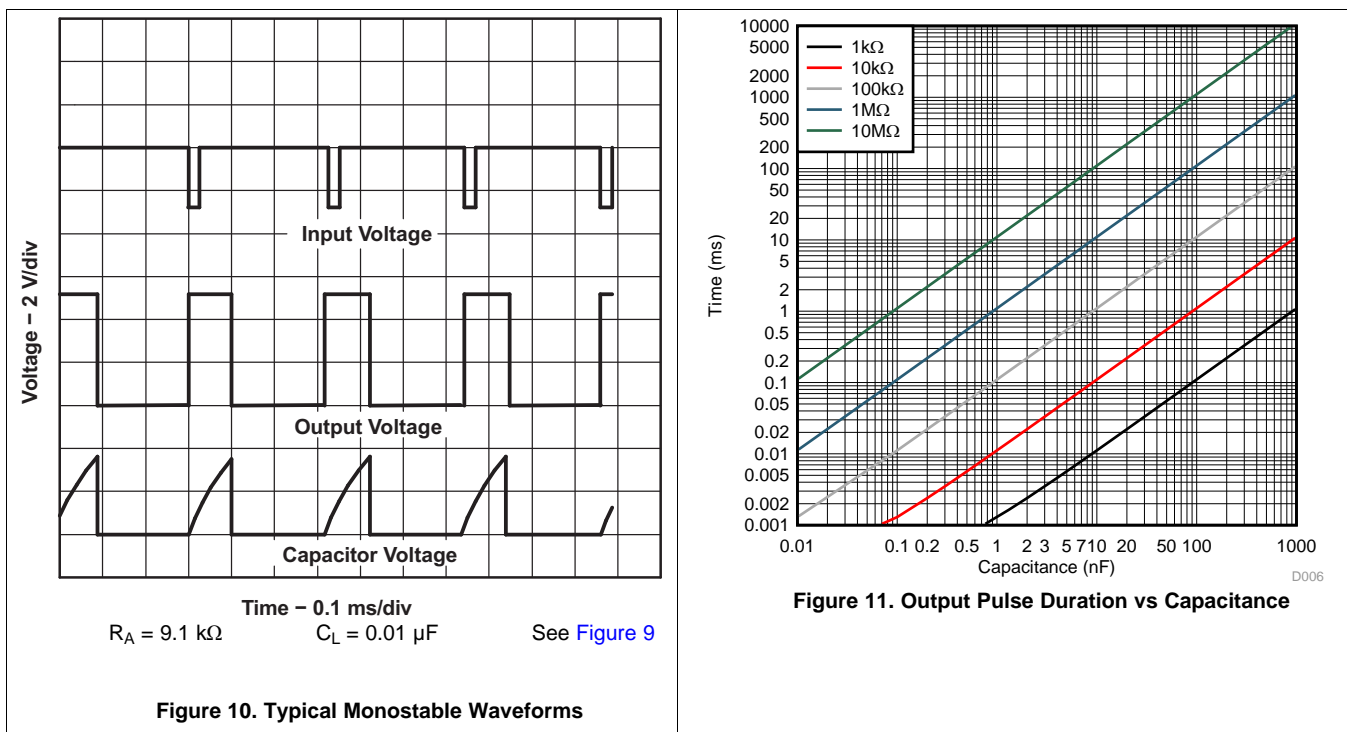 Voltage – 2 V/div
Input Voltage
Output Voltage
Capacitor Voltage
Time – 0.1 ms/div
R_A = 9.1 kΩ C_L = 0.01 μF See Figure 9
Figure 10. Typical Monostable Waveforms
1kΩ
10kΩ
100kΩ
1MΩ
10MΩ
Time (ms)
10000
5000
2000
1000
500
200
100
50
20
10
5
2
1
0.5
0.2
0.1
0.05
0.02
0.01
0.005
0.002
0.001
0.01 0.1 0.2 0.5 1 2 3 5 7 10 20 50 100 1000
Capacitance (nF)
D006
Figure 11. Output Pulse Duration vs Capacitance